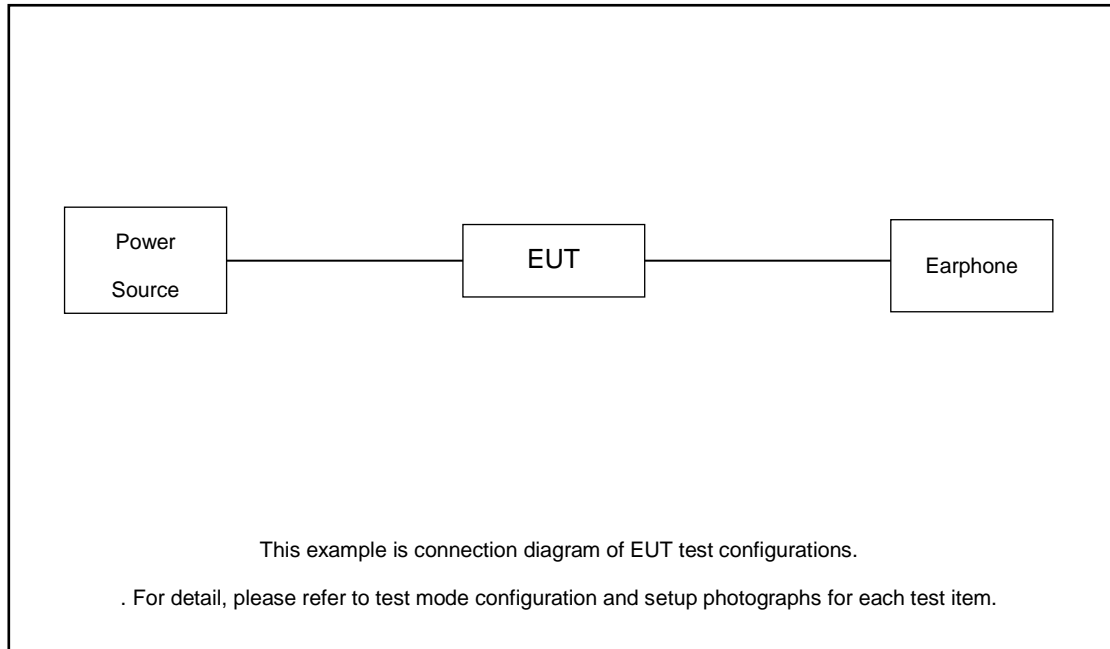 Power
Source
EUT
Earphone
This example is connection diagram of EUT test configurations.
. For detail, please refer to test mode configuration and setup photographs for each test item.